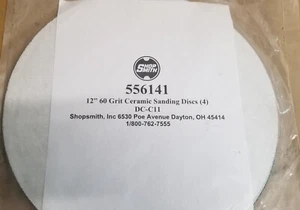 SHOP
SMITH
556141
12" 60 Grit Ceramic Sanding Discs (4)
DC-C11
Shopsmith, Inc 6530 Poe Avenue Dayton, OH 45414
1/800-762-7555